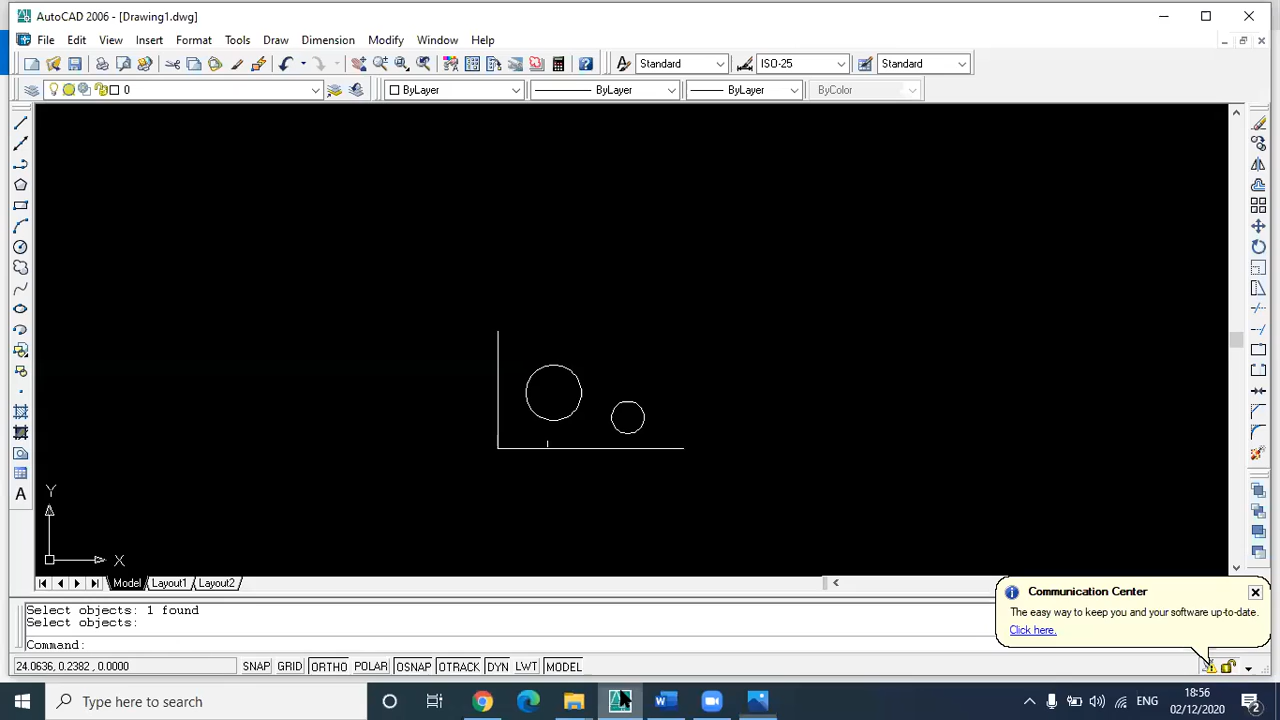 AutoCAD 2006 - [Drawing1.dwg]
File Edit View Insert Format Tools Draw Dimension Modify Window Help
Standard ISO-25 Standard
0 ByLayer ByLayer ByLayer ByColor
Y
X
Model Layout1 Layout2
Communication Center
The easy way to keep you and your software up-to-date.
Click here.
Select objects: 1 found
Select objects:
Command:
24.0636, 0.2382, 0.0000 SNAP GRID ORTHO POLAR OSNAP OTRACK DYN LWT MODEL
Type here to search
ENG
18:56
02/12/2020
2